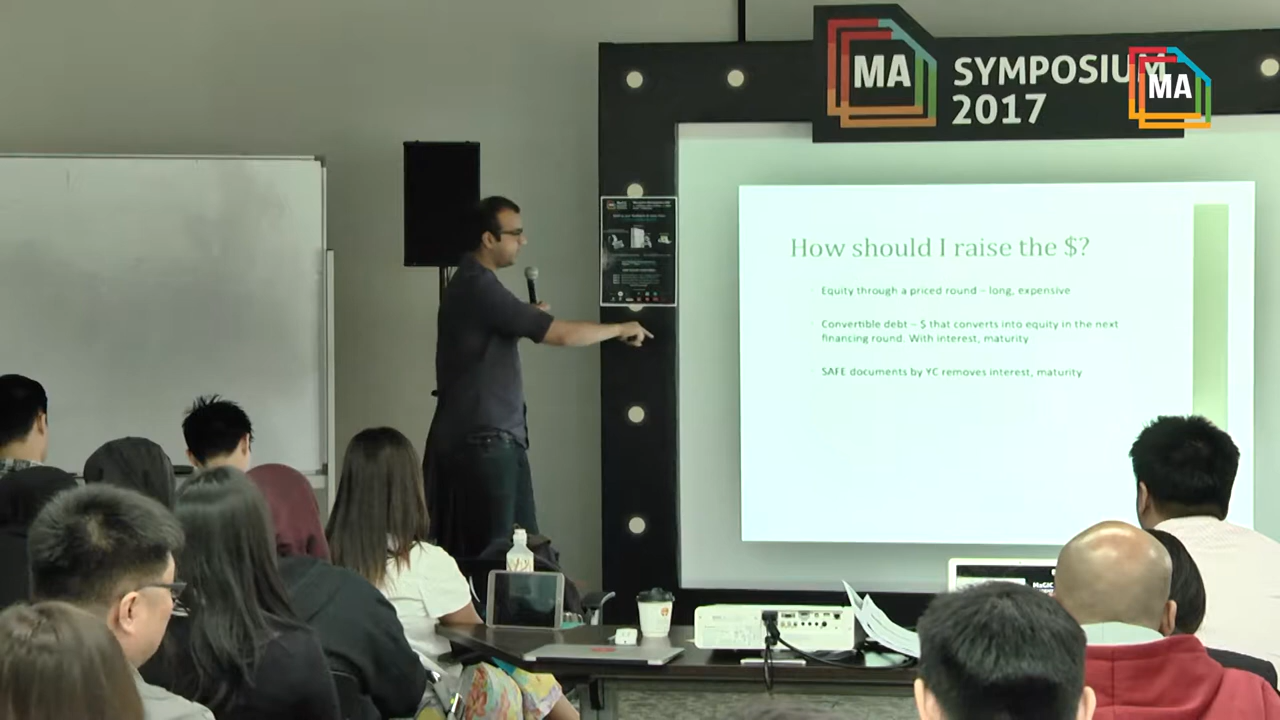 MA
SYMPOSIUM
2017
MA
How should I raise the $?
Equity through a priced round – long, expensive
Convertible debt – $ that converts into equity in the next
financing round. With interest, maturity
SAFE documents by YC removes interest, maturity